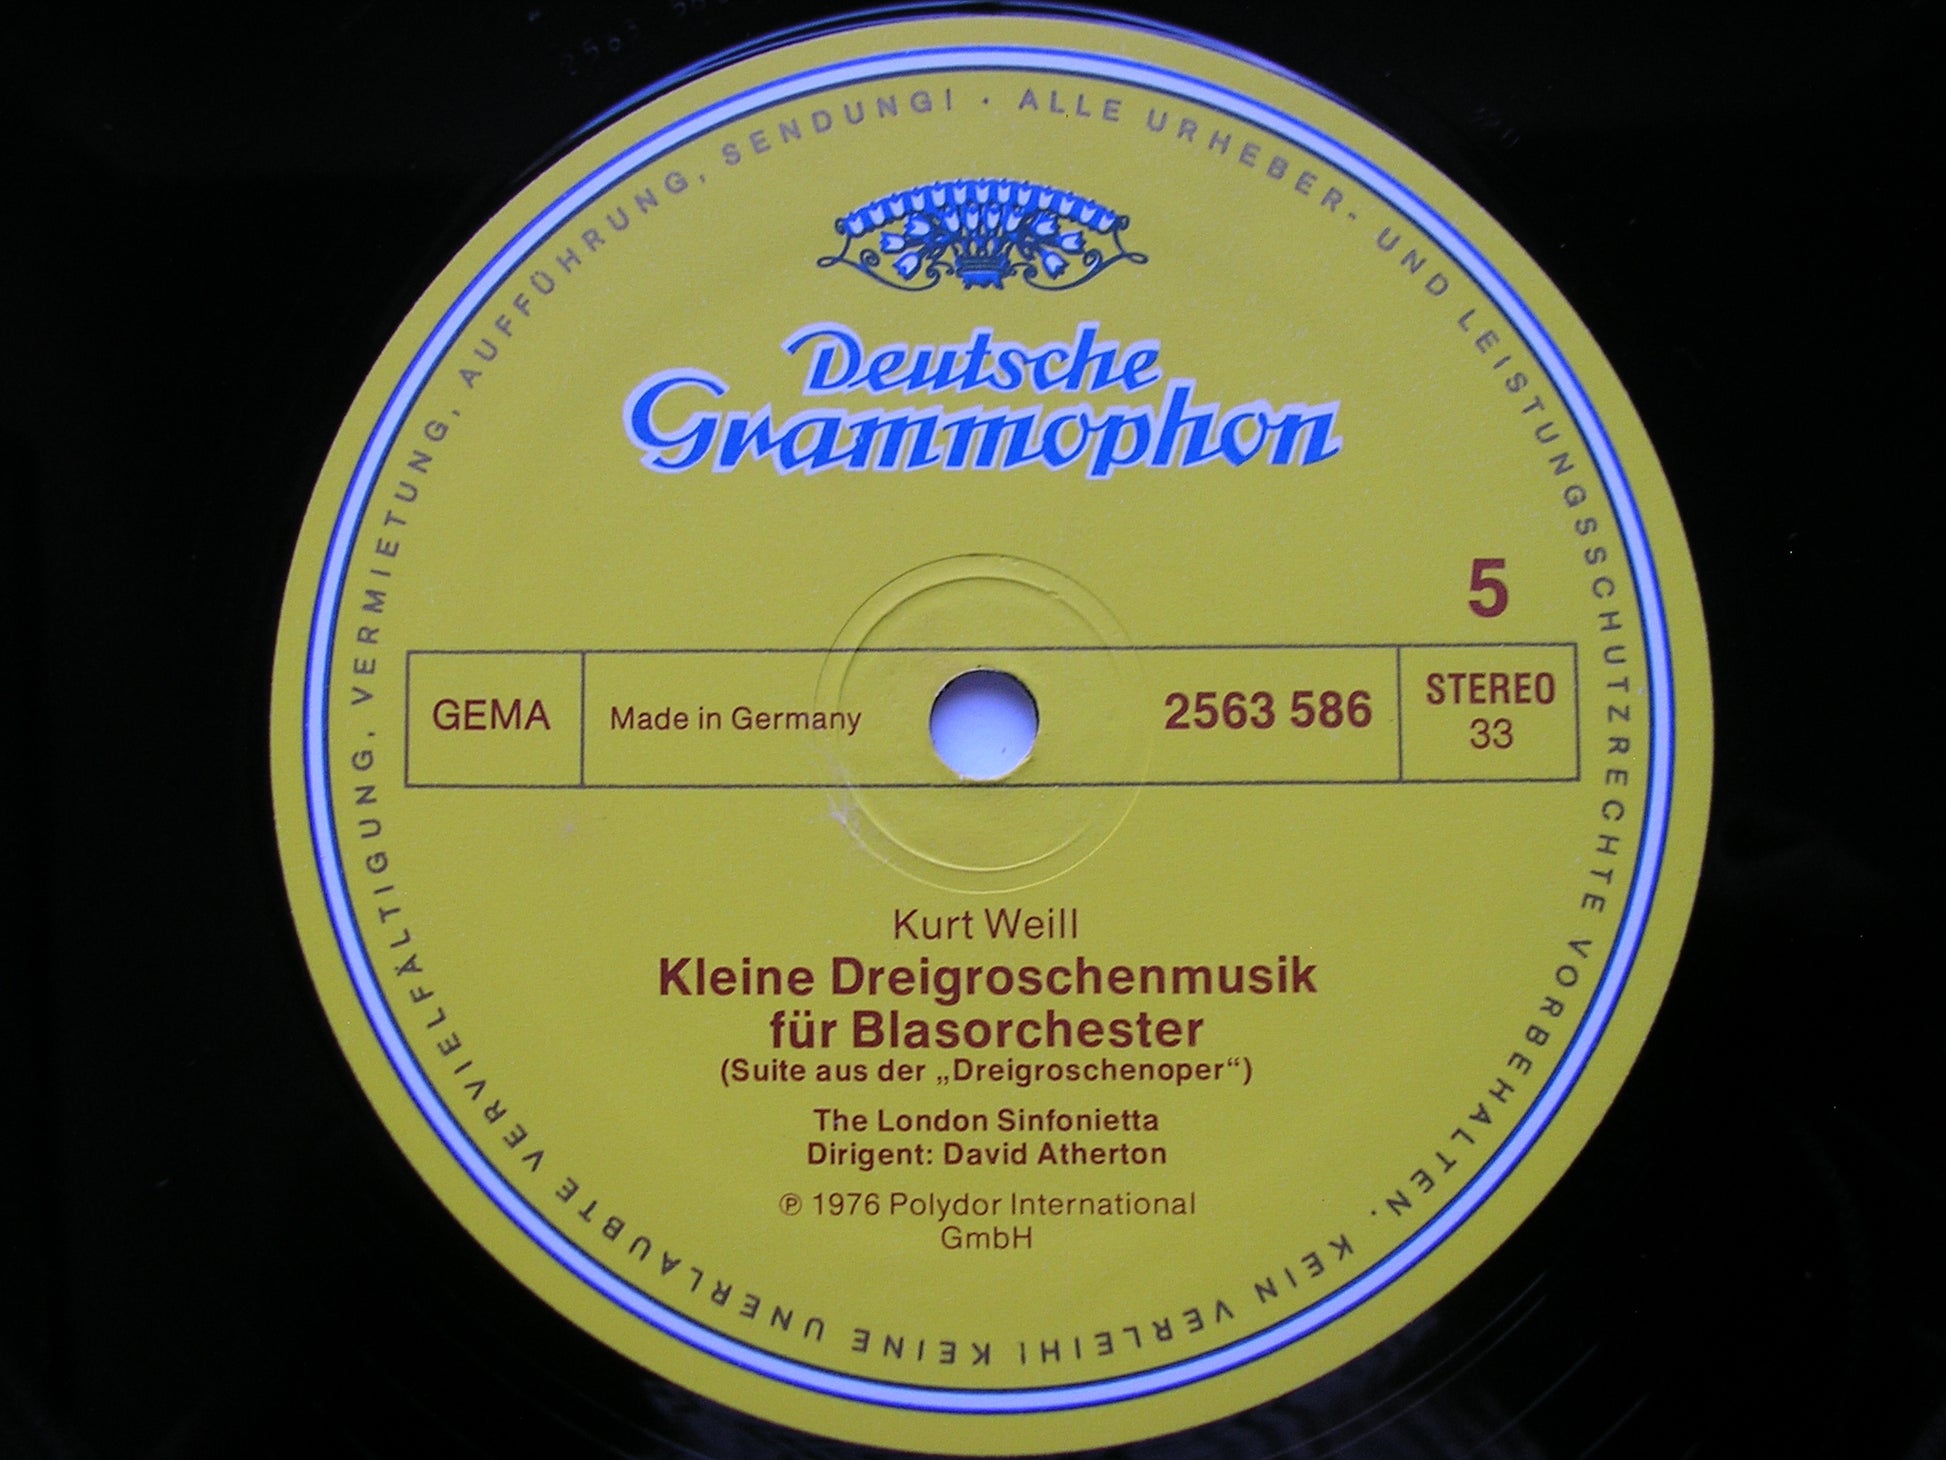 ALLE URHEBER- UND LEISTUNGSSCHUTZRECHTE VORBEHALTEN. KEIN VERLEIH! KEINE UNERLAUBTE VERVIELFÄLTIGUNG, VERMIETUNG, AUFFÜHRUNG, SENDUNG! ·
Deutsche
Grammophon
5
GEMA
Made in Germany
2563 586
STEREO
33
Kurt Weill
Kleine Dreigroschenmusik
für Blasorchester
(Suite aus der „Dreigroschenoper“)
The London Sinfonietta
Dirigent: David Atherton
℗ 1976 Polydor International
GmbH